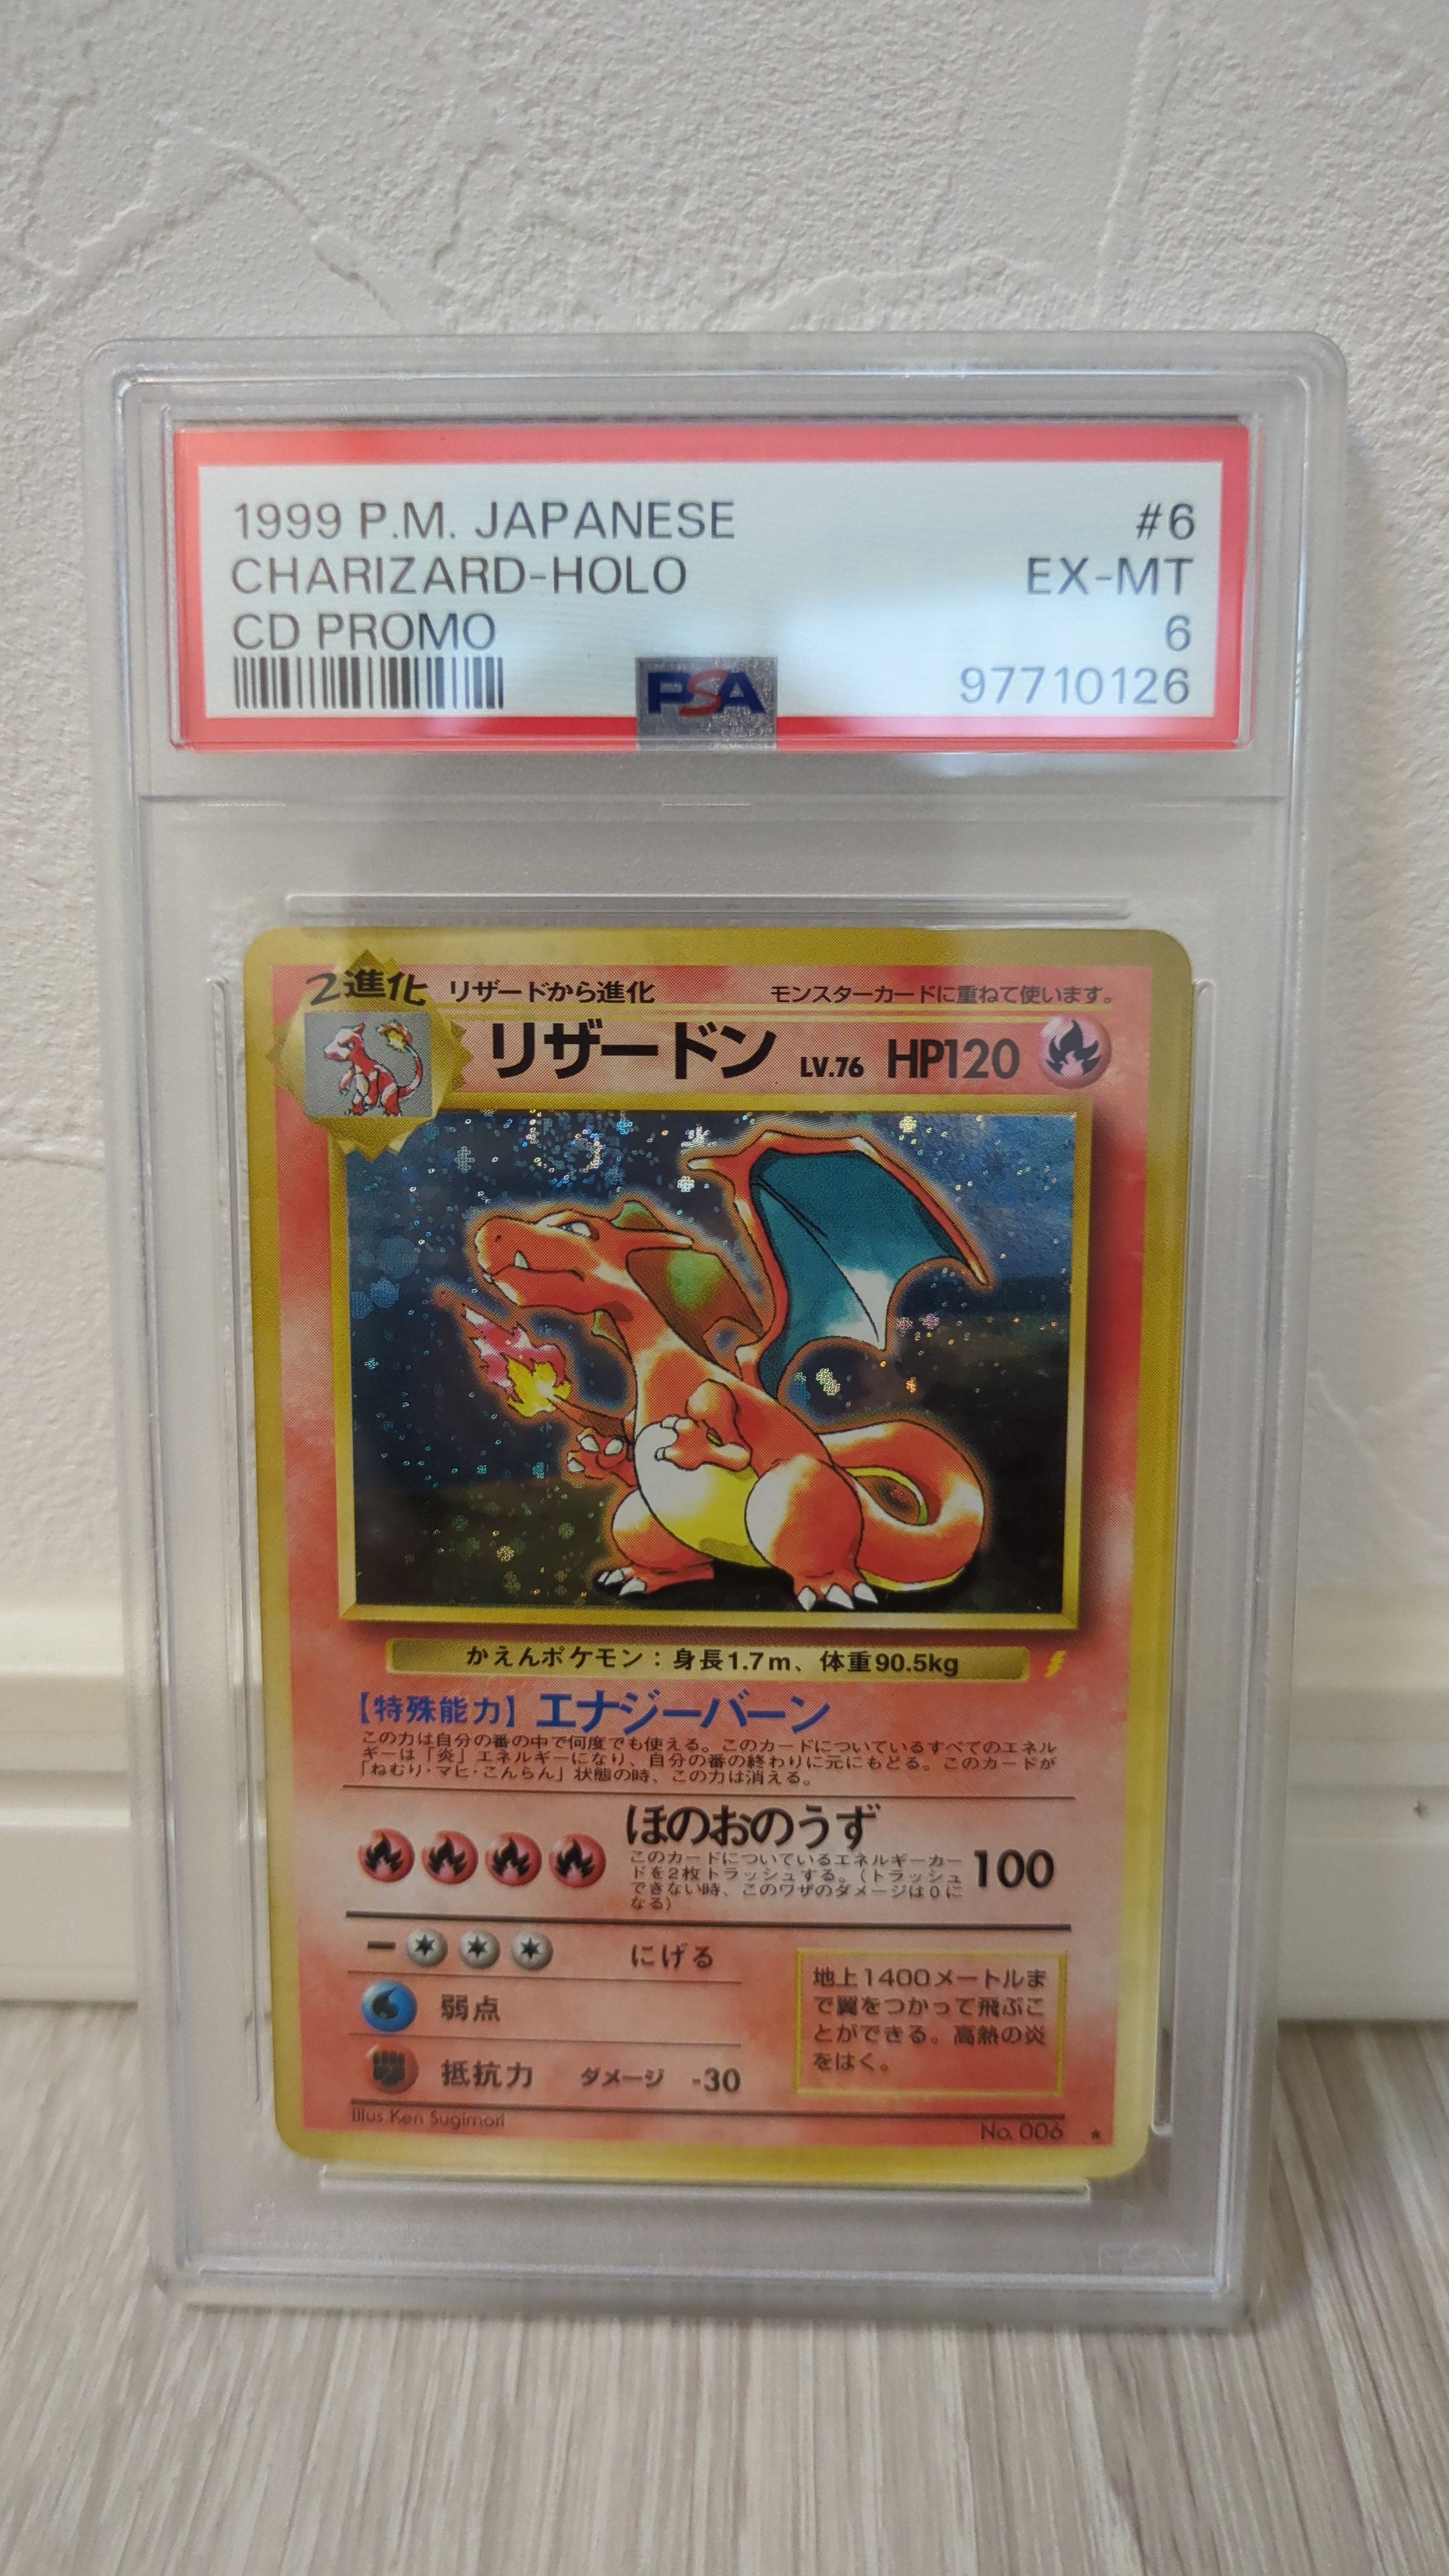 1999 P.M. JAPANESE #6
CHARIZARD-HOLO EX-MT
CD PROMO 6
PSA 97710126
2進化 リザードから進化 モンスターカードに重ねて使います。
リザードン LV.76 HP120
かえんポケモン：身長1.7m、体重90.5kg
【特殊能力】エナジーバーン
この力は自分の番の中で何度でも使える。このカードについているすべてのエネル
ギーは「炎」エネルギーになり、自分の番の終わりに元にもどる。このカードが
「ねむり・マヒ・こんらん」状態の時、この力は消える。
ほのおのうず
このカードについているエネルギーカー
ドを2枚トラッシュする。（トラッシュ
できない時、このワザのダメージは0に
なる）
100
にげる
弱点
抵抗力 ダメージ -30
地上1400メートルま
で翼をつかって飛ぶこ
とができる。高熱の炎
をはく。
Illus.Ken Sugimori No. 006 ★